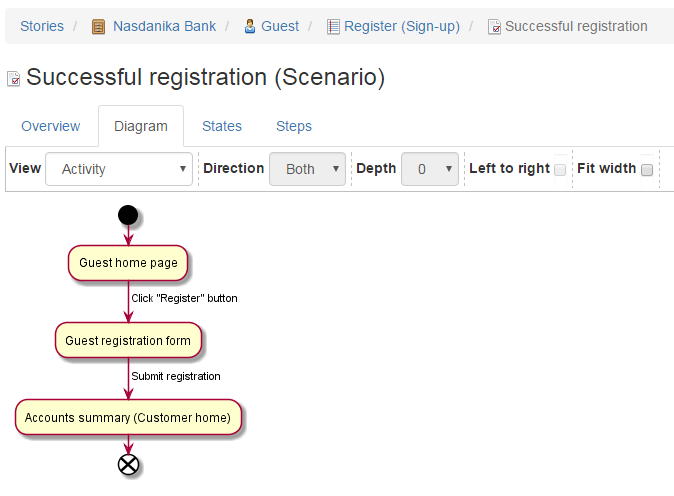 Stories / Nasdanika Bank / Guest / Register (Sign-up) / Successful registration
Successful registration (Scenario)
Overview Diagram States Steps
View Activity Direction Both Depth 0 Left to right Fit width
Guest home page
Click "Register" button
Guest registration form
Submit registration
Accounts summary (Customer home)